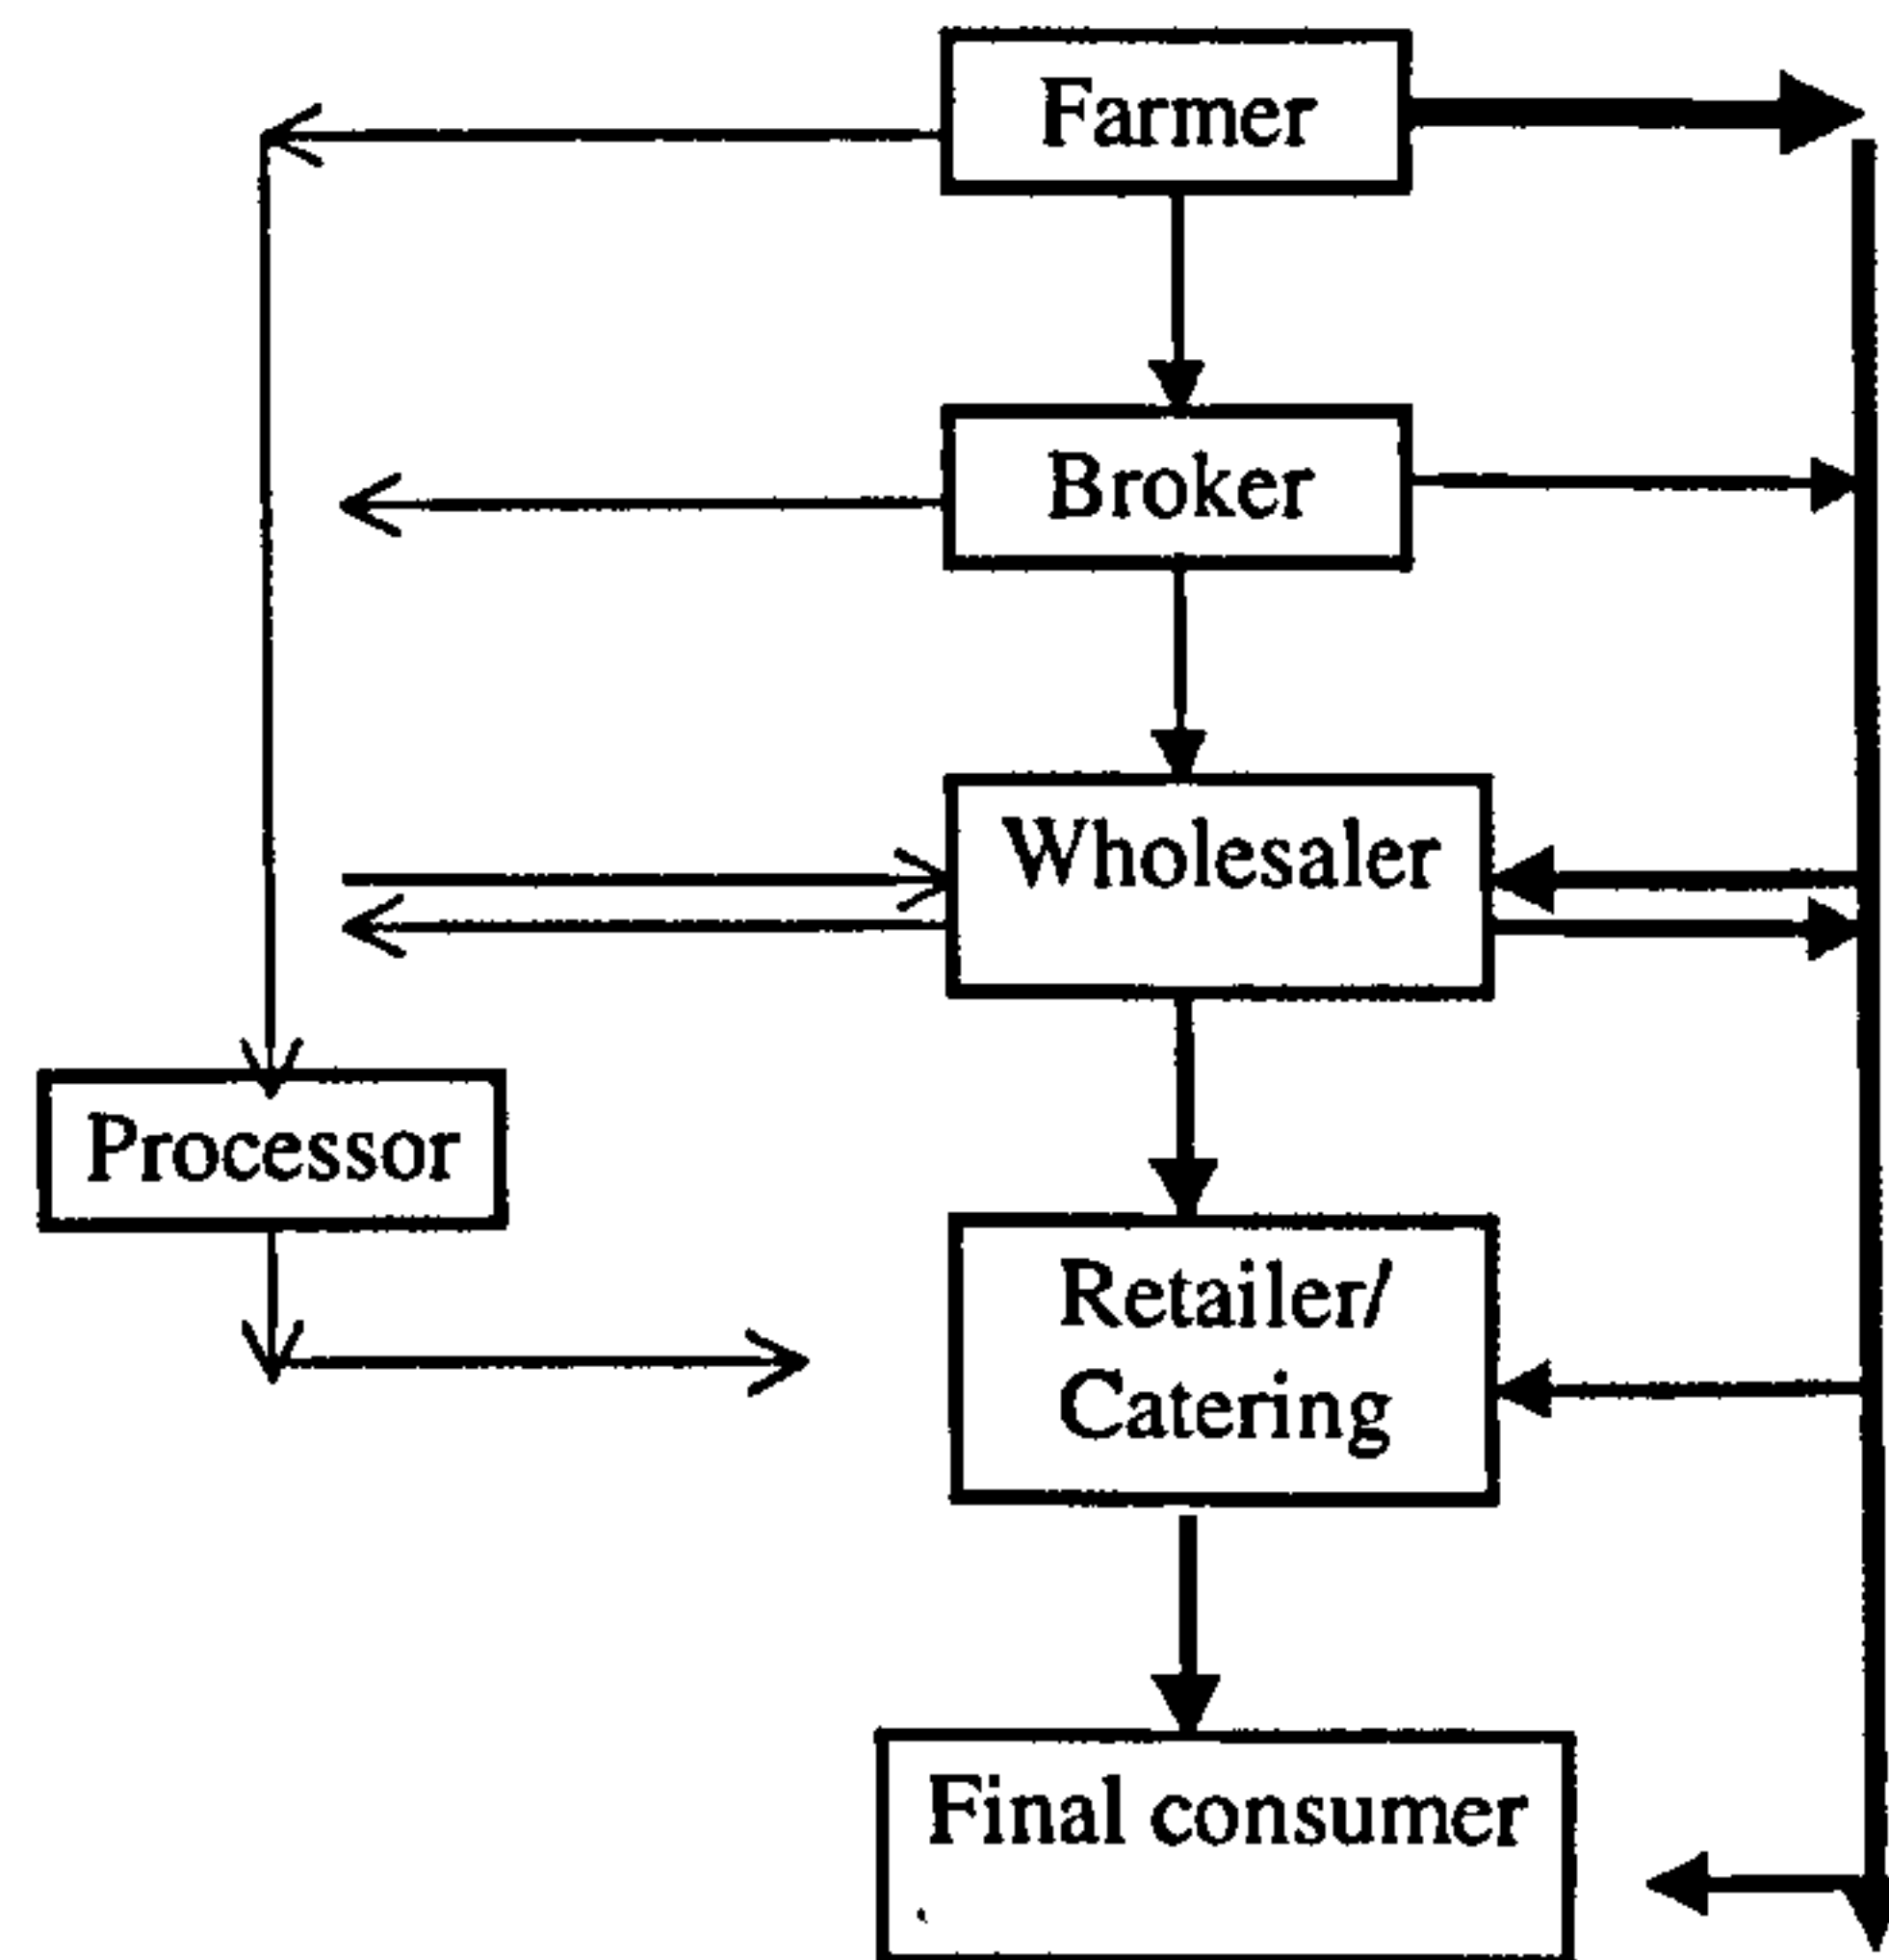 Farmer
Broker
Wholesaler
Processor
Retailer/
Catering
Final consumer